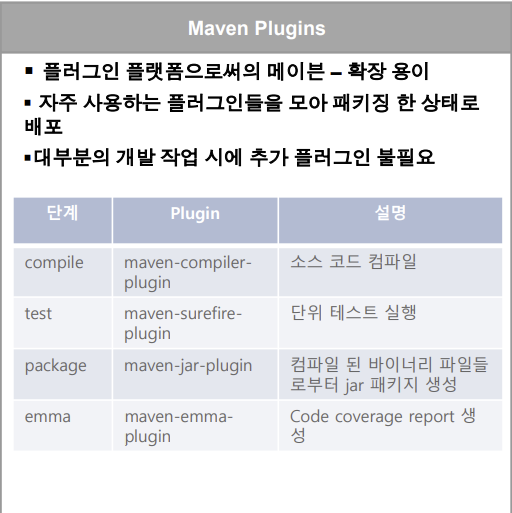 Maven Plugins
▪ 플러그인 플랫폼으로써의 메이븐 – 확장 용이
▪ 자주 사용하는 플러그인들을 모아 패키징 한 상태로
배포
▪대부분의 개발 작업 시에 추가 플러그인 불필요
단계 Plugin 설명
compile maven-compiler- 소스 코드 컴파일
plugin
test maven-surefire- 단위 테스트 실행
plugin
package maven-jar-plugin 컴파일 된 바이너리 파일들
로부터 jar 패키지 생성
emma maven-emma- Code coverage report 생
plugin 성